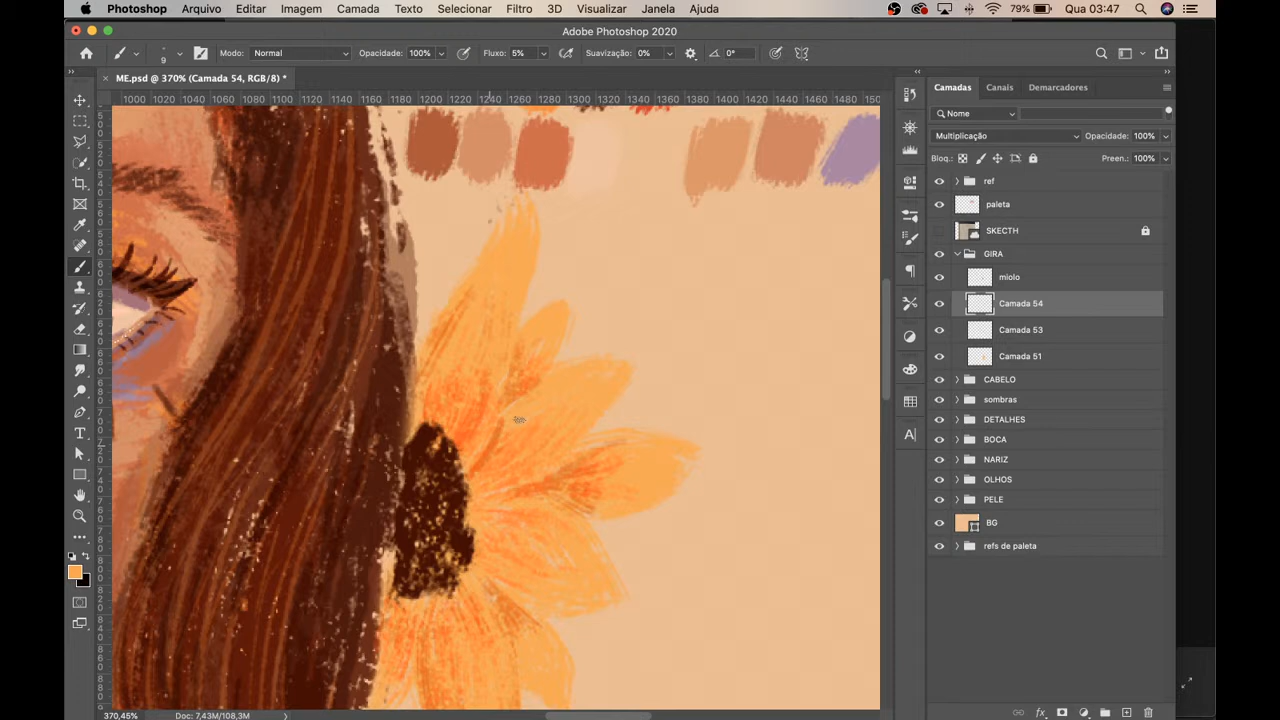 Photoshop Arquivo Editar Imagem Camada Texto Selecionar Filtro 3D Visualizar Janela Ajuda 79% Qua 03:47
Adobe Photoshop 2020
9 Modo: Normal Opacidade: 100% Fluxo: 5% Suavização: 0% 0°
ME.psd @ 370% (Camada 54, RGB/8) *
1000 1020 1040 1060 1080 1100 1120 1140 1160 1180 1200 1220 1240 1260 1280 1300 1320 1340 1360 1380 1400 1420 1440 1460 1480 150
Camadas Canais Demarcadores
Nome
Multiplicação Opacidade: 100%
Bloq.: Preen.: 100%
ref
paleta
SKECTH
GIRA
miolo
Camada 54
Camada 53
Camada 51
CABELO
sombras
DETALHES
BOCA
NARIZ
OLHOS
PELE
BG
refs de paleta
370,45% Doc: 7,43M/108,3M